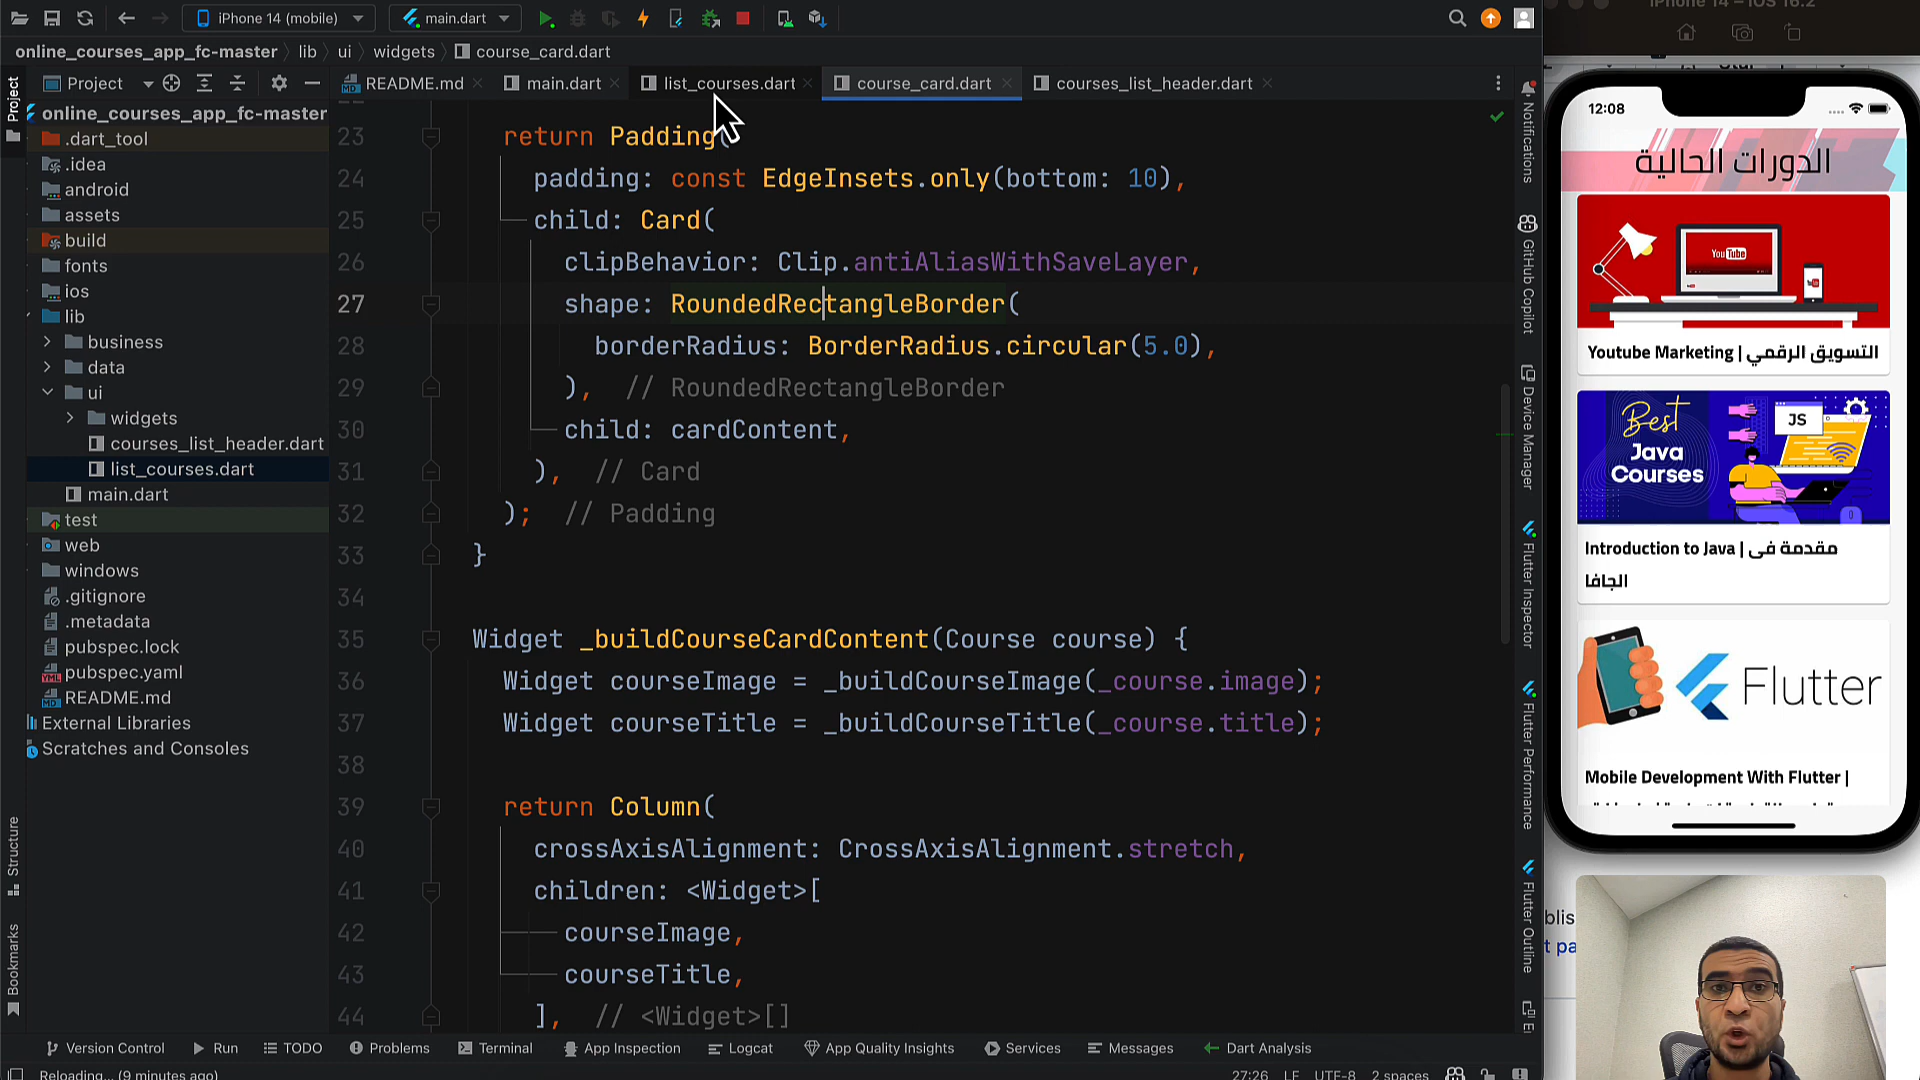 iPhone 14 (mobile)
main.dart
iPhone 14 – iOS 16.2
online_courses_app_fc-master
lib
ui
widgets
course_card.dart
Project
README.md
main.dart
list_courses.dart
course_card.dart
courses_list_header.dart
Project
Structure
Bookmarks
online_courses_app_fc-master
.dart_tool
.idea
android
assets
build
fonts
ios
lib
business
data
ui
widgets
courses_list_header.dart
list_courses.dart
main.dart
test
web
windows
.gitignore
.metadata
pubspec.lock
pubspec.yaml
README.md
External Libraries
Scratches and Consoles
23 return Padding(
24 padding: const EdgeInsets.only(bottom: 10),
25 child: Card(
26 clipBehavior: Clip.antiAliasWithSaveLayer,
27 shape: RoundedRectangleBorder(
28 borderRadius: BorderRadius.circular(5.0),
29 ), // RoundedRectangleBorder
30 child: cardContent,
31 ), // Card
32 ); // Padding
33 }
34
35 Widget _buildCourseCardContent(Course course) {
36 Widget courseImage = _buildCourseImage(_course.image);
37 Widget courseTitle = _buildCourseTitle(_course.title);
38
39 return Column(
40 crossAxisAlignment: CrossAxisAlignment.stretch,
41 children: <Widget>[
42 courseImage,
43 courseTitle,
44 ], // <Widget>[]
Notifications
GitHub Copilot
Device Manager
Flutter Inspector
Flutter Performance
Flutter Outline
12:08
الدورات الحالية
YouTube
Youtube Marketing | التسويق الرقمي
Best
Java
Courses
JS
Introduction to Java | مقدمة فى
الجافا
Flutter
Mobile Development With Flutter |
blis
t pa
Version Control
Run
TODO
Problems
Terminal
App Inspection
Logcat
App Quality Insights
Services
Messages
Dart Analysis
Reloading... (9 minutes ago)
27:26
LF
UTF-8
2 spaces